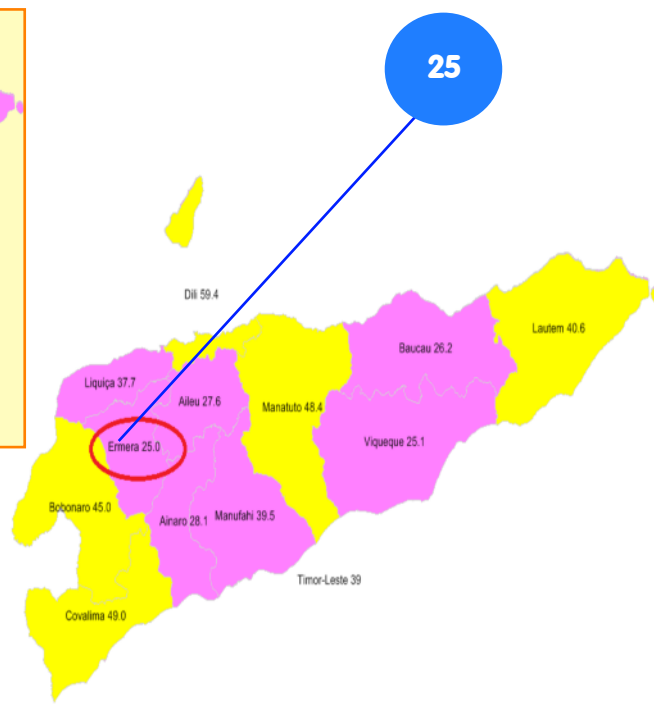 25
Dili 59.4
Lautem 40.6
Baucau 26.2
Liquiça 37.7
Aileu 27.6
Manatuto 48.4
Viqueque 25.1
Ermera 25.0
Bobonaro 45.0
Ainaro 28.1
Manufahi 39.5
Timor-Leste 39
Covalima 49.0